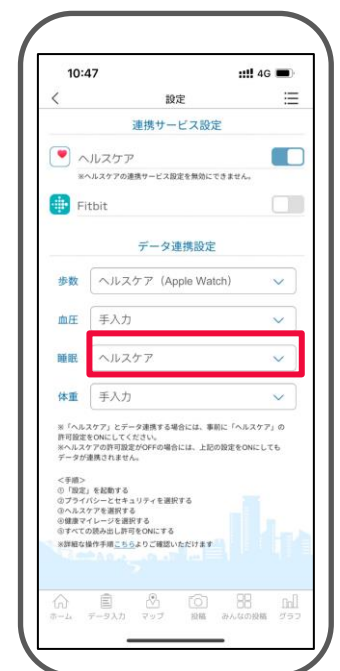 10:47
4G
設定
連携サービス設定
ヘルスケア
※ヘルスケアの連携サービス設定を無効にできません。
Fitbit
データ連携設定
歩数 ヘルスケア（Apple Watch）
血圧 手入力
睡眠 ヘルスケア
体重 手入力
※「ヘルスケア」とデータ連携する場合には、事前に「ヘルスケア」の
許可設定をONにしてください。
※ヘルスケアの許可設定がOFFの場合には、上記の設定をONにしても
データが連携されません。
＜手順＞
①「設定」を起動する
②プライバシーとセキュリティを選択する
③ヘルスケアを選択する
④健康マイレージを選択する
⑤すべての読み出し許可をONにする
※詳細な操作手順こちらよりご確認いただけます
ホーム データ入力 マップ 投稿 みんなの投稿 グラフ